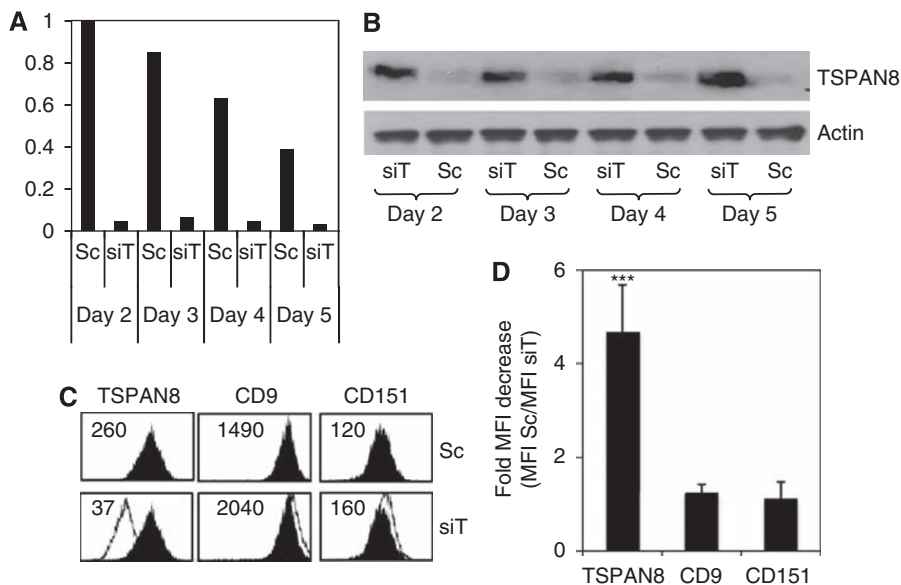 A
1
0.8
0.6
0.4
0.2
0
Sc siT Sc siT Sc siT Sc siT
Day 2 Day 3 Day 4 Day 5
B
TSPAN8
Actin
siT Sc siT Sc siT Sc siT Sc
Day 2 Day 3 Day 4 Day 5
C
TSPAN8 CD9 CD151
260 1490 120 Sc
37 2040 160 siT
D
Fold MFI decrease
(MFI Sc/MFI siT)
6
4
2
0
***
TSPAN8 CD9 CD151